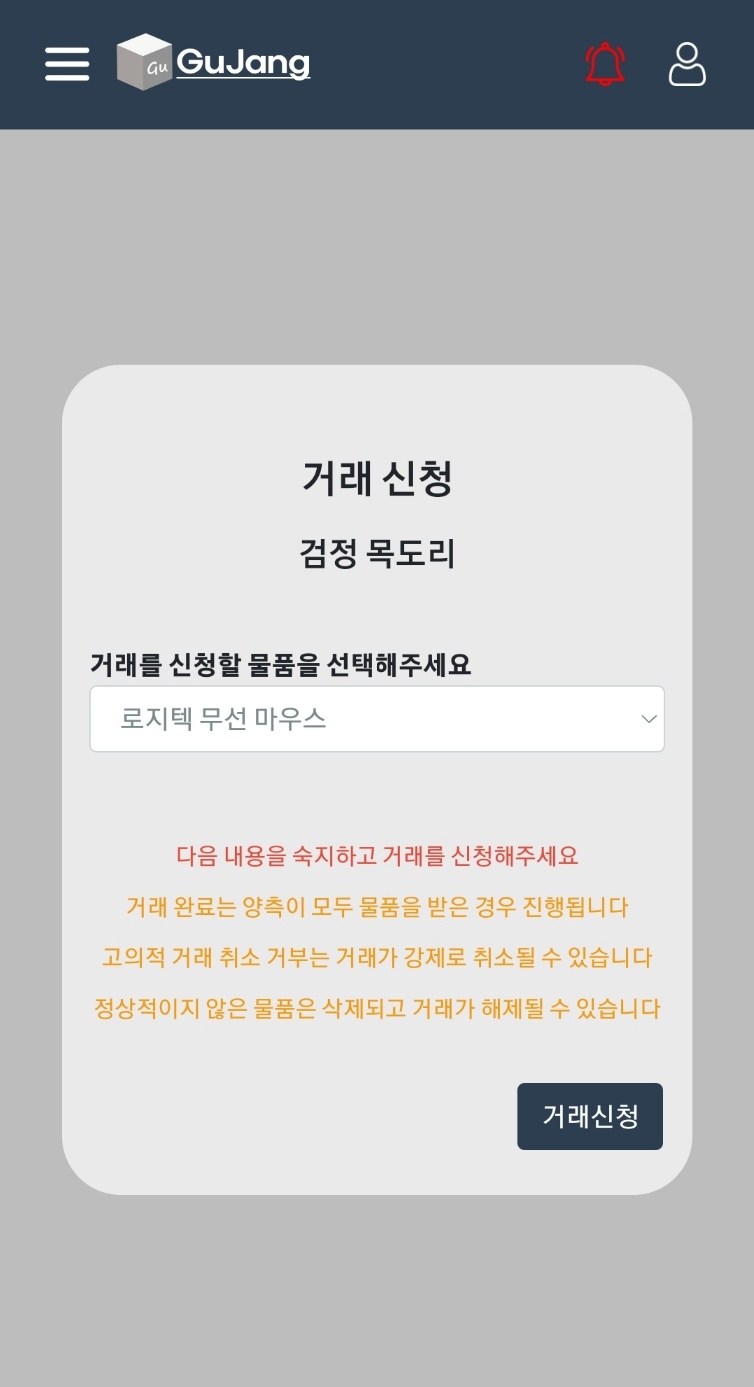 Gu GuJang
거래 신청
검정 목도리
거래를 신청할 물품을 선택해주세요
로지텍 무선 마우스
다음 내용을 숙지하고 거래를 신청해주세요
거래 완료는 양측이 모두 물품을 받은 경우 진행됩니다
고의적 거래 취소 거부는 거래가 강제로 취소될 수 있습니다
정상적이지 않은 물품은 삭제되고 거래가 해제될 수 있습니다
거래신청